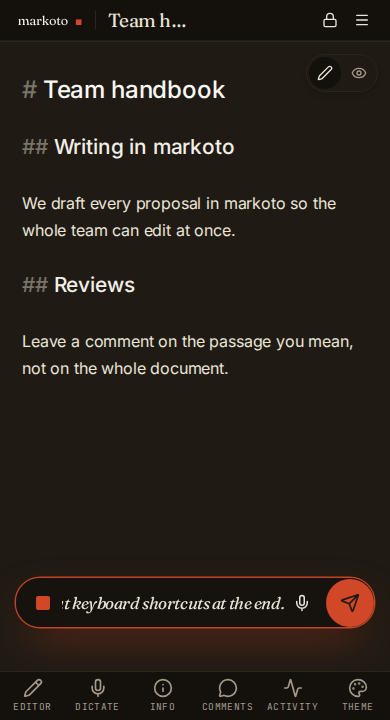 markoto
Team h...
# Team handbook
## Writing in markoto
We draft every proposal in markoto so the
whole team can edit at once.
## Reviews
Leave a comment on the passage you mean,
not on the whole document.
t keyboard shortcuts at the end.
EDITOR DICTATE INFO COMMENTS ACTIVITY THEME